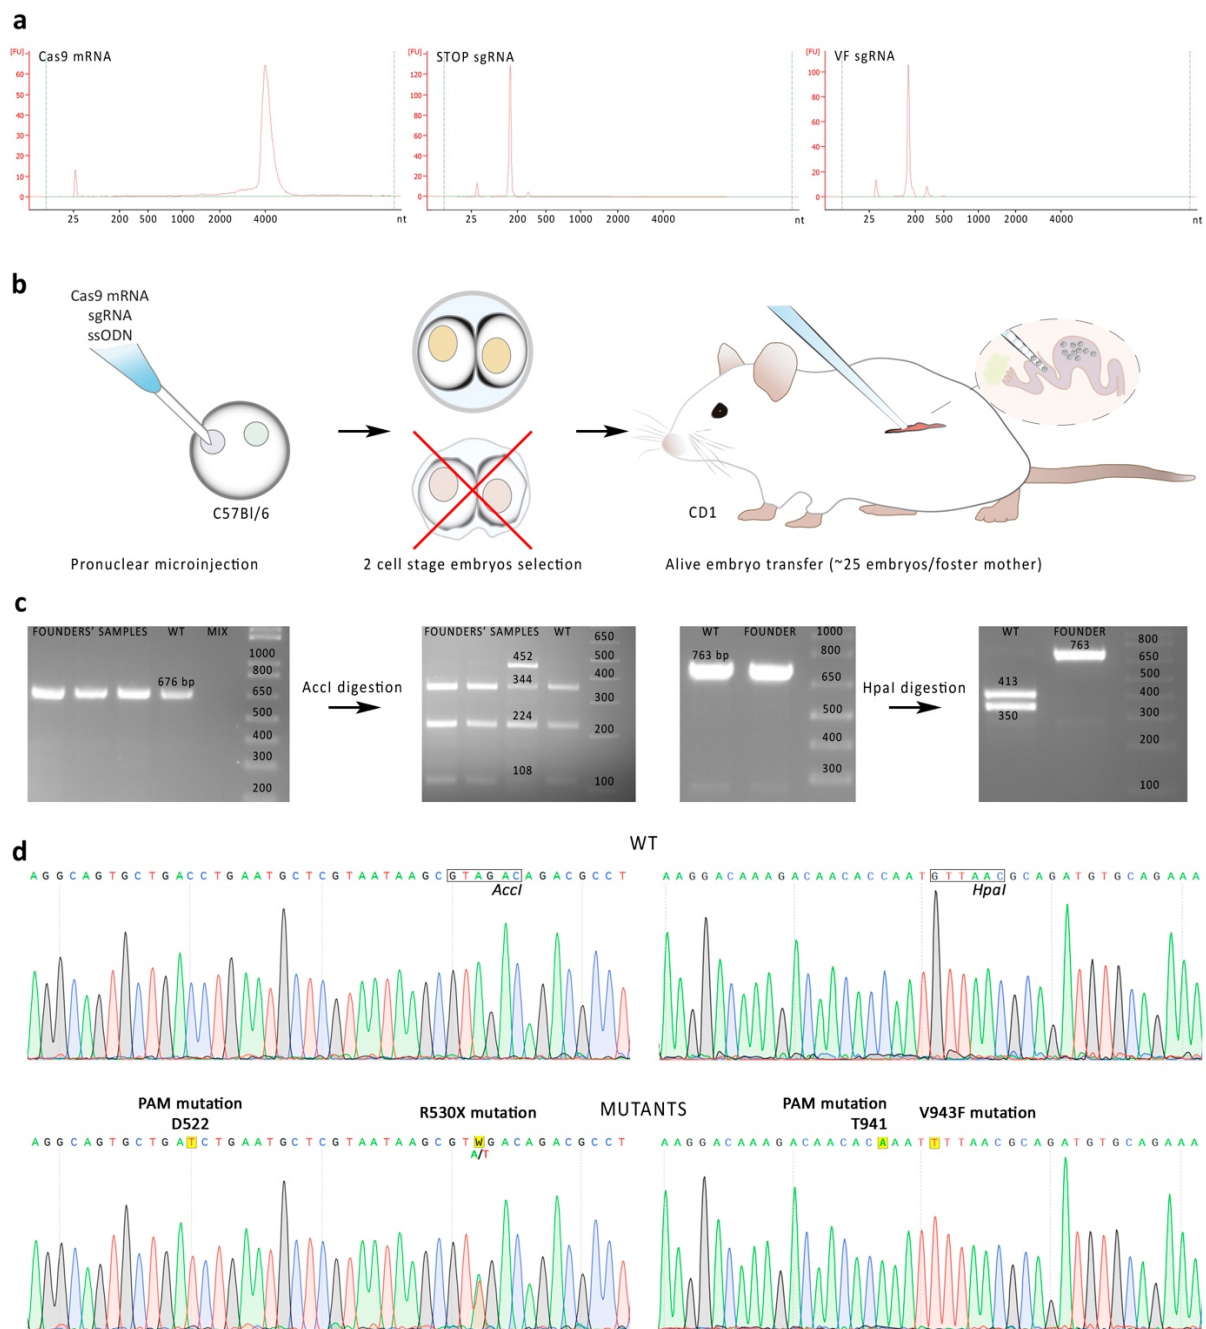 a
[FU] Cas9 mRNA
60
50
40
30
20
10
0
25 200 500 1000 2000 4000 nt
[FU] STOP sgRNA
120
100
80
60
40
20
0
25 200 500 1000 2000 4000 nt
[FU] VF sgRNA
100
80
60
40
20
0
25 200 500 1000 2000 4000 nt
b
Cas9 mRNA
sgRNA
ssODN
C57Bl/6
CD1
Pronuclear microinjection
2 cell stage embryos selection
Alive embryo transfer (~25 embryos/foster mother)
c
FOUNDERS' SAMPLES WT MIX
676 bp
1000
800
650
500
400
300
200
AccI digestion
FOUNDERS' SAMPLES WT
452
344
224
108
650
500
400
300
200
100
WT FOUNDER
763 bp
1000
800
650
500
400
300
HpaI digestion
WT FOUNDER
763
413
350
800
650
500
400
300
200
100
d
WT
AGGCAGTGCTGACCTGAATGCTCGTAATAAGCGTAGACAGACGCCT
AccI
AAGGACAAAGACAACACCAATGTTAACGCAGATGTGCAGAAA
HpaI
MUTANTS
PAM mutation
D522
R530X mutation
AGGCAGTGCTGATCTGAATGCTCGTAATAAGCGTWGACAGACGCCT
A/T
PAM mutation
T941
V943F mutation
AAGGACAAAGACAACACAAATTTTAACGCAGATGTGCAGAAA